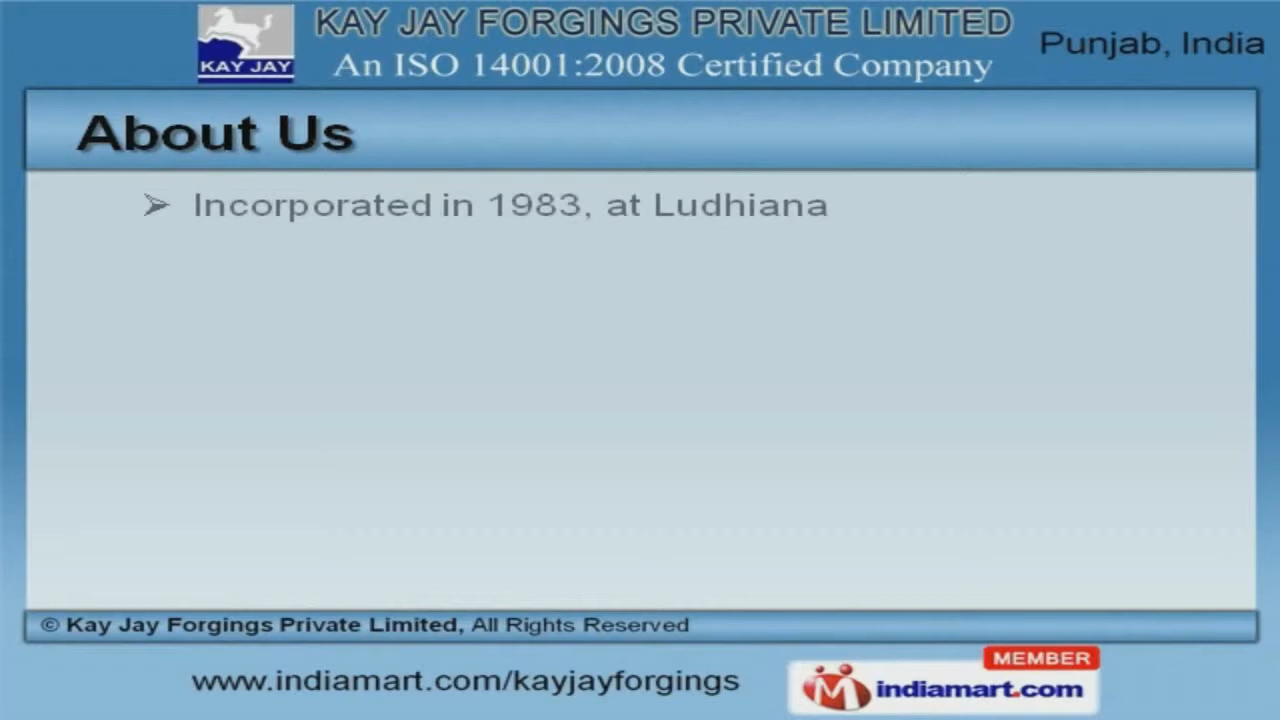 KAY JAY
KAY JAY FORGINGS PRIVATE LIMITED
An ISO 14001:2008 Certified Company
Punjab, India
About Us
➢ Incorporated in 1983, at Ludhiana
© Kay Jay Forgings Private Limited, All Rights Reserved
www.indiamart.com/kayjayforgings
MEMBER
indiamart.com